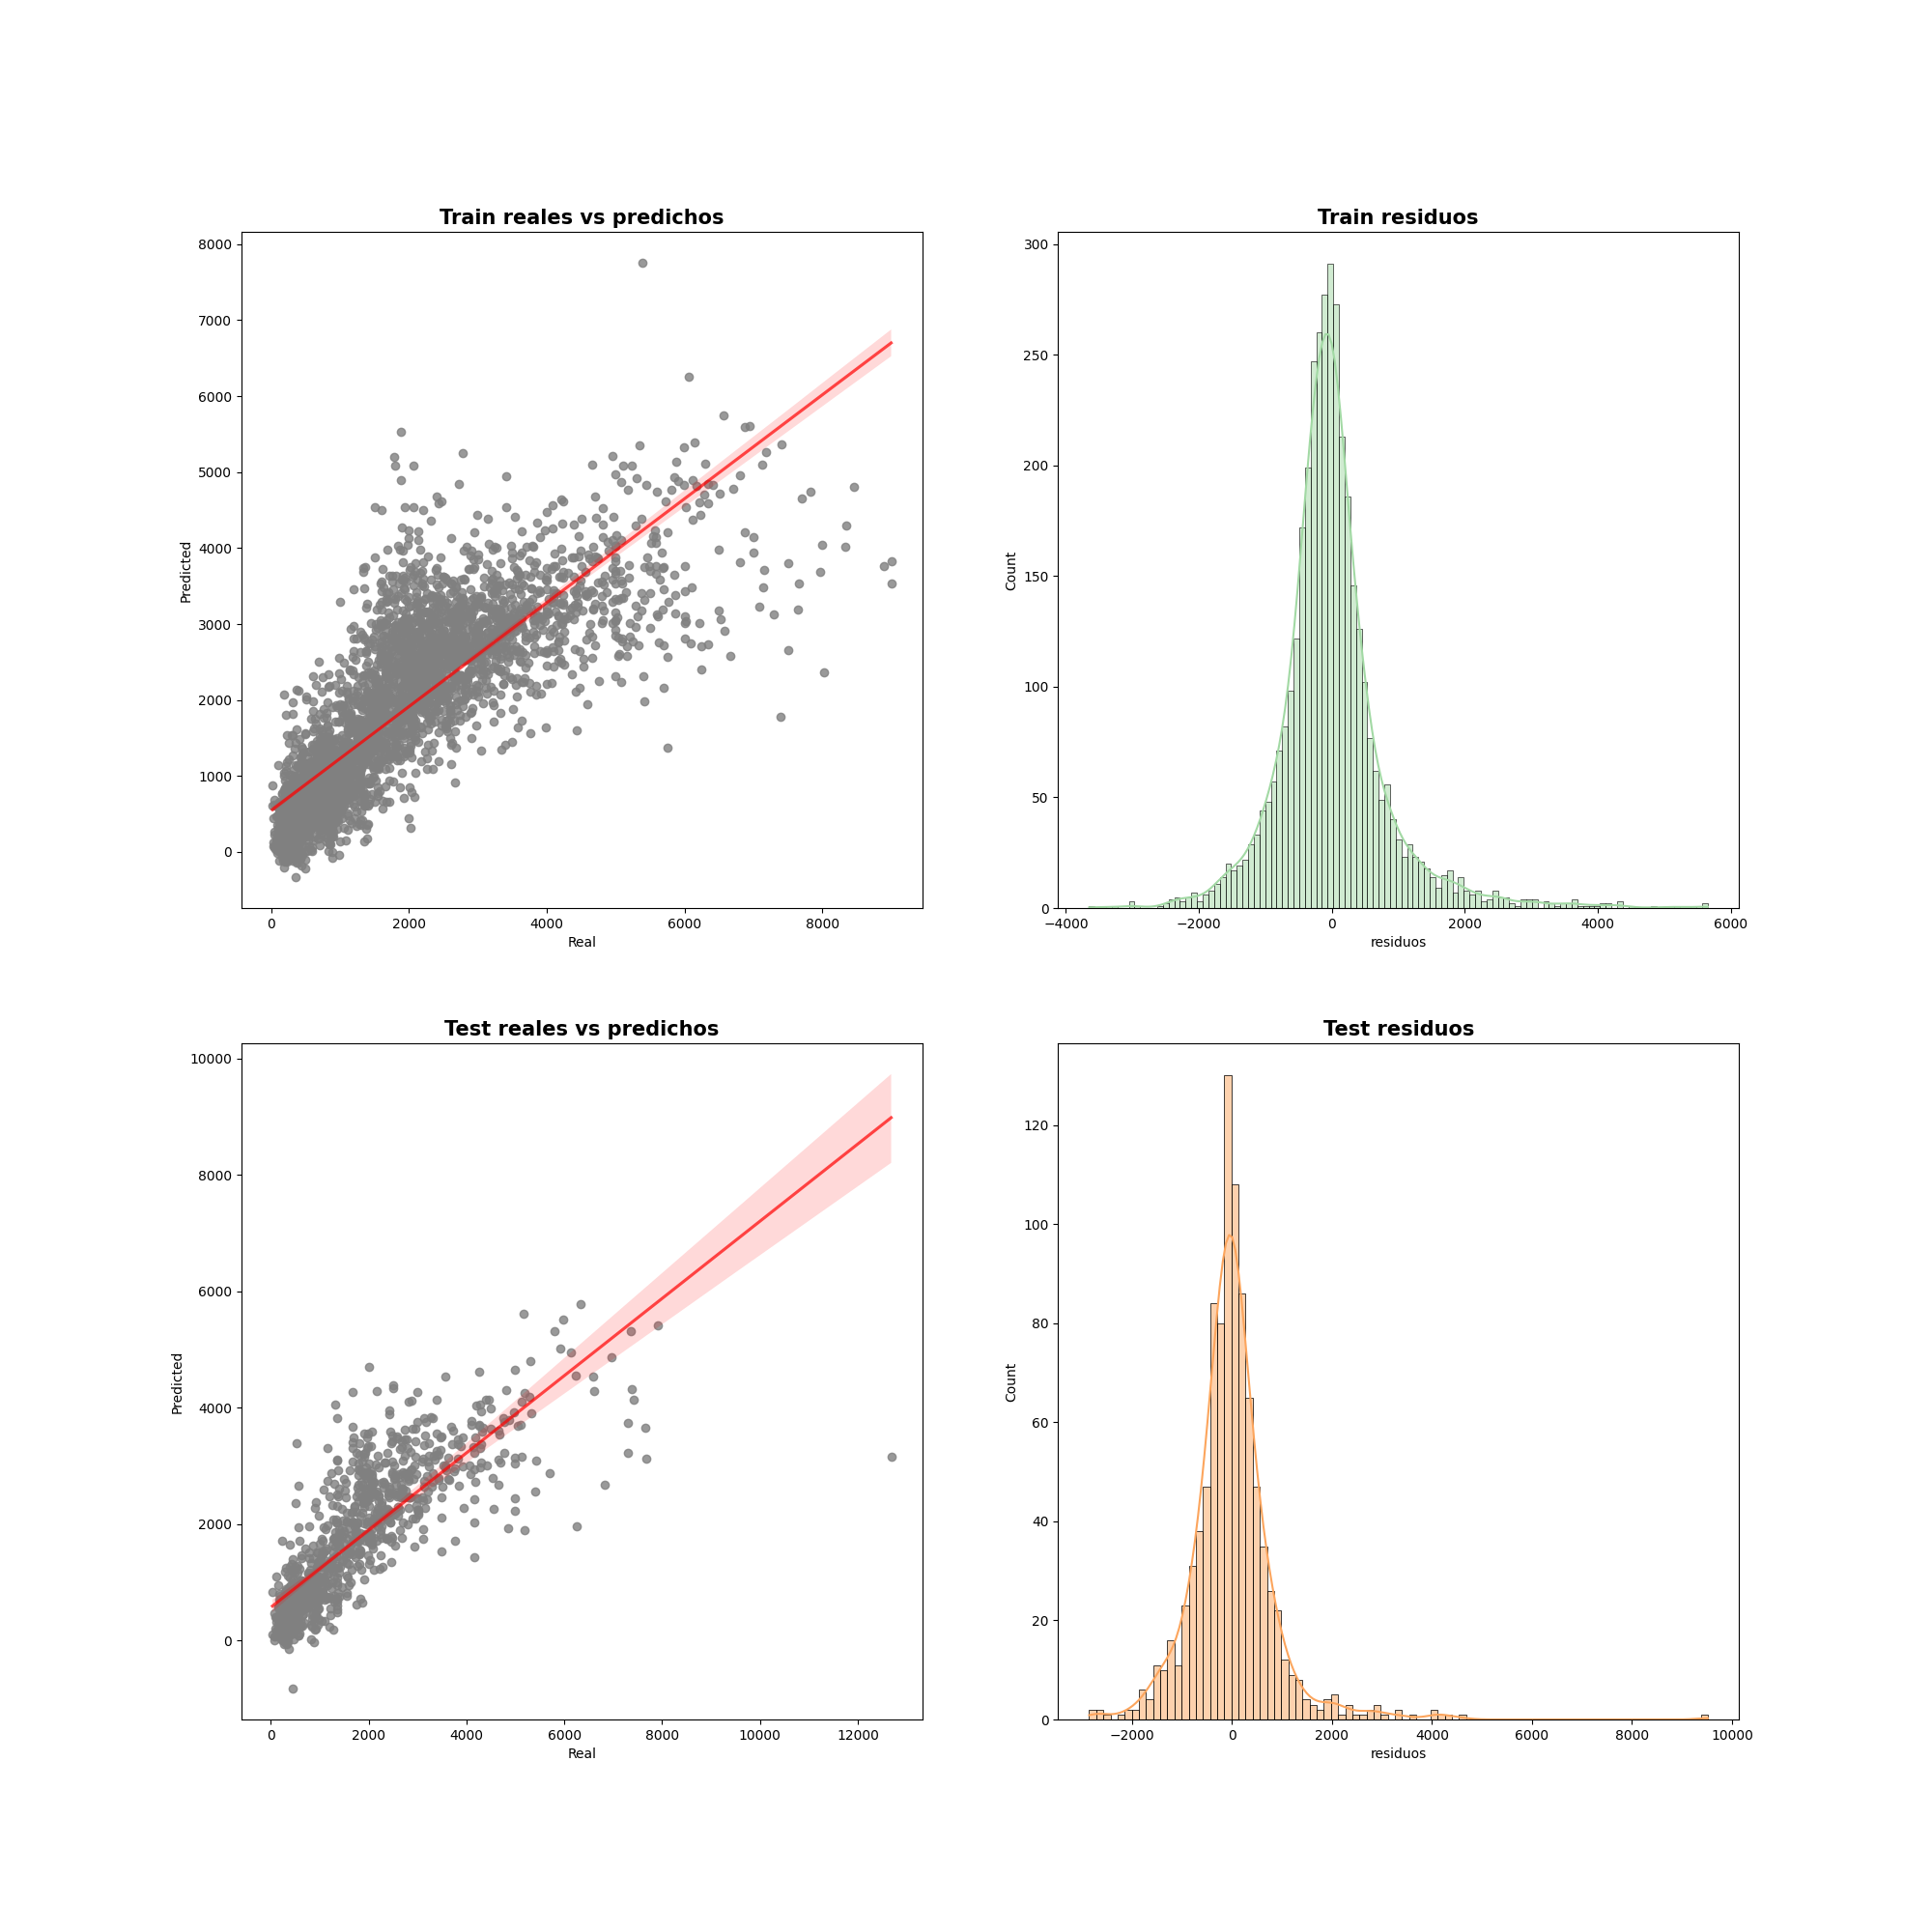 Train reales vs predichos
8000
7000
6000
5000
4000
3000
2000
1000
0
Predicted
0 2000 4000 6000 8000
Real
Train residuos
300
250
200
150
100
50
0
Count
−4000 −2000 0 2000 4000 6000
residuos
Test reales vs predichos
10000
8000
6000
4000
2000
0
Predicted
0 2000 4000 6000 8000 10000 12000
Real
Test residuos
120
100
80
60
40
20
0
Count
−2000 0 2000 4000 6000 8000 10000
residuos